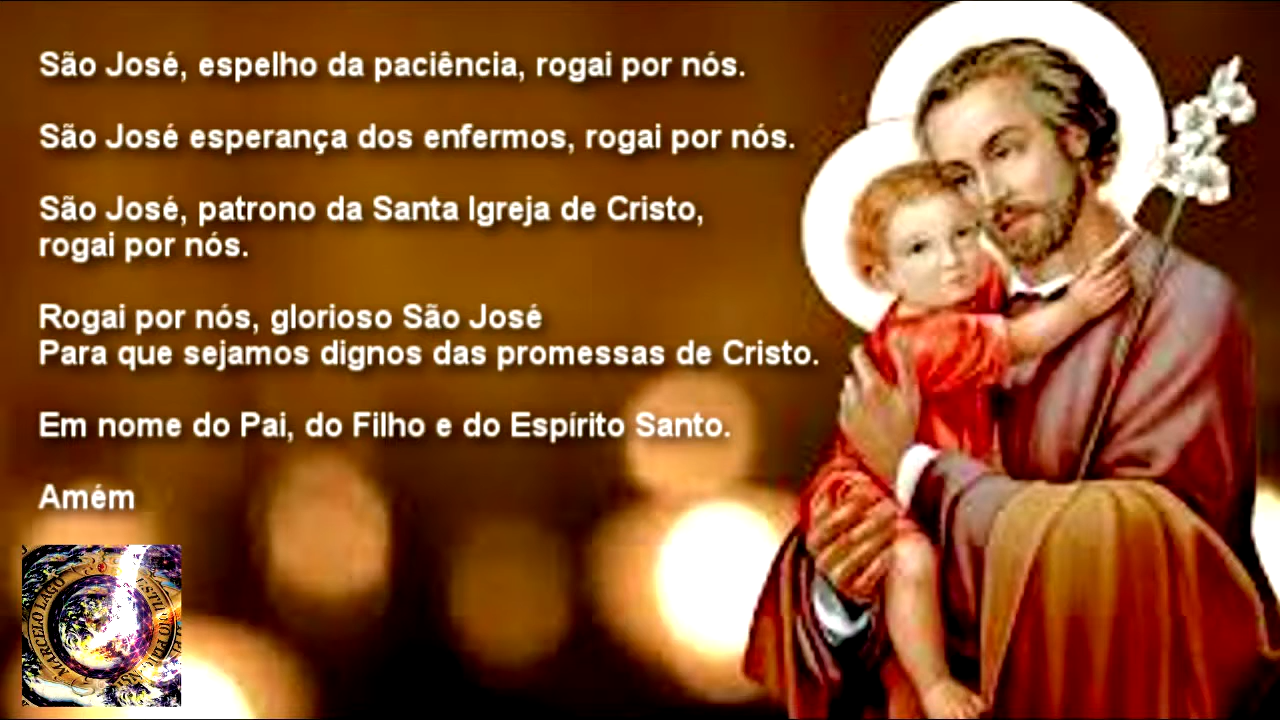 São José, espelho da paciência, rogai por nós.
São José esperança dos enfermos, rogai por nós.
São José, patrono da Santa Igreja de Cristo,
rogai por nós.
Rogai por nós, glorioso São José
Para que sejamos dignos das promessas de Cristo.
Em nome do Pai, do Filho e do Espírito Santo.
Amém
MARCELO LAGO